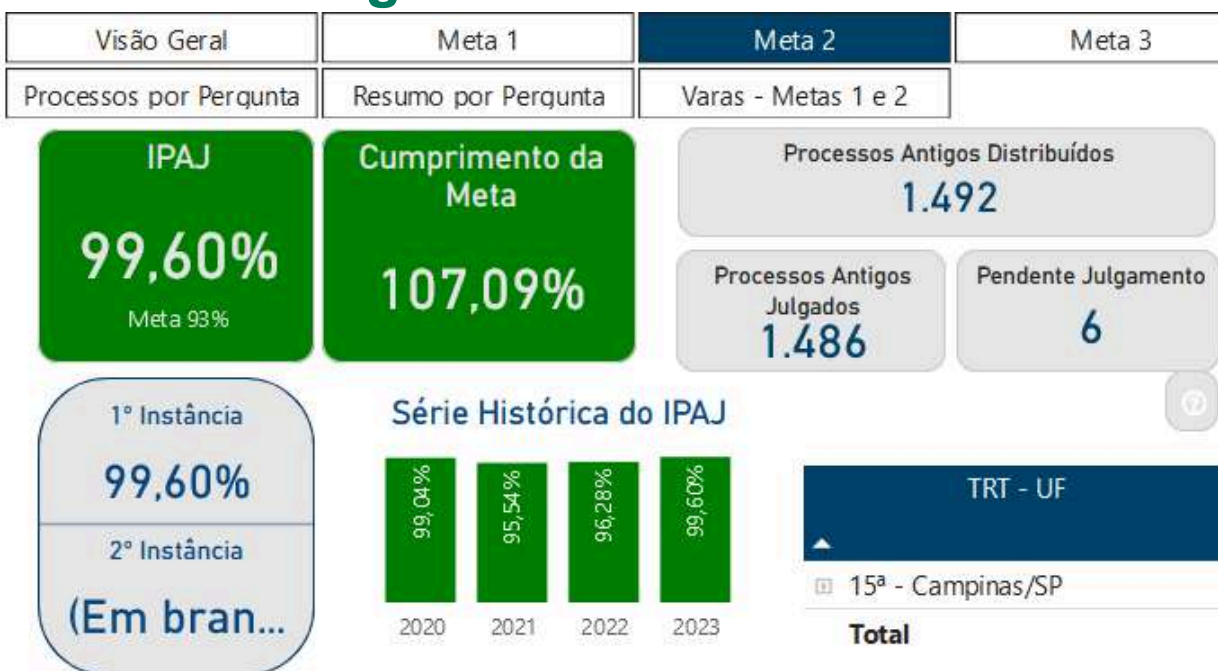 Visão Geral
Meta 1
Meta 2
Meta 3
Processos por Pergunta
Resumo por Pergunta
Varas - Metas 1 e 2
IPAJ
99,60%
Meta 93%
Cumprimento da
Meta
107,09%
Processos Antigos Distribuídos
1.492
Processos Antigos
Julgados
1.486
Pendente Julgamento
6
1° Instância
99,60%
2° Instância
(Em bran...
Série Histórica do IPAJ
99,04%
95,54%
96,28%
99,60%
2020
2021
2022
2023
TRT - UF
15ª - Campinas/SP
Total